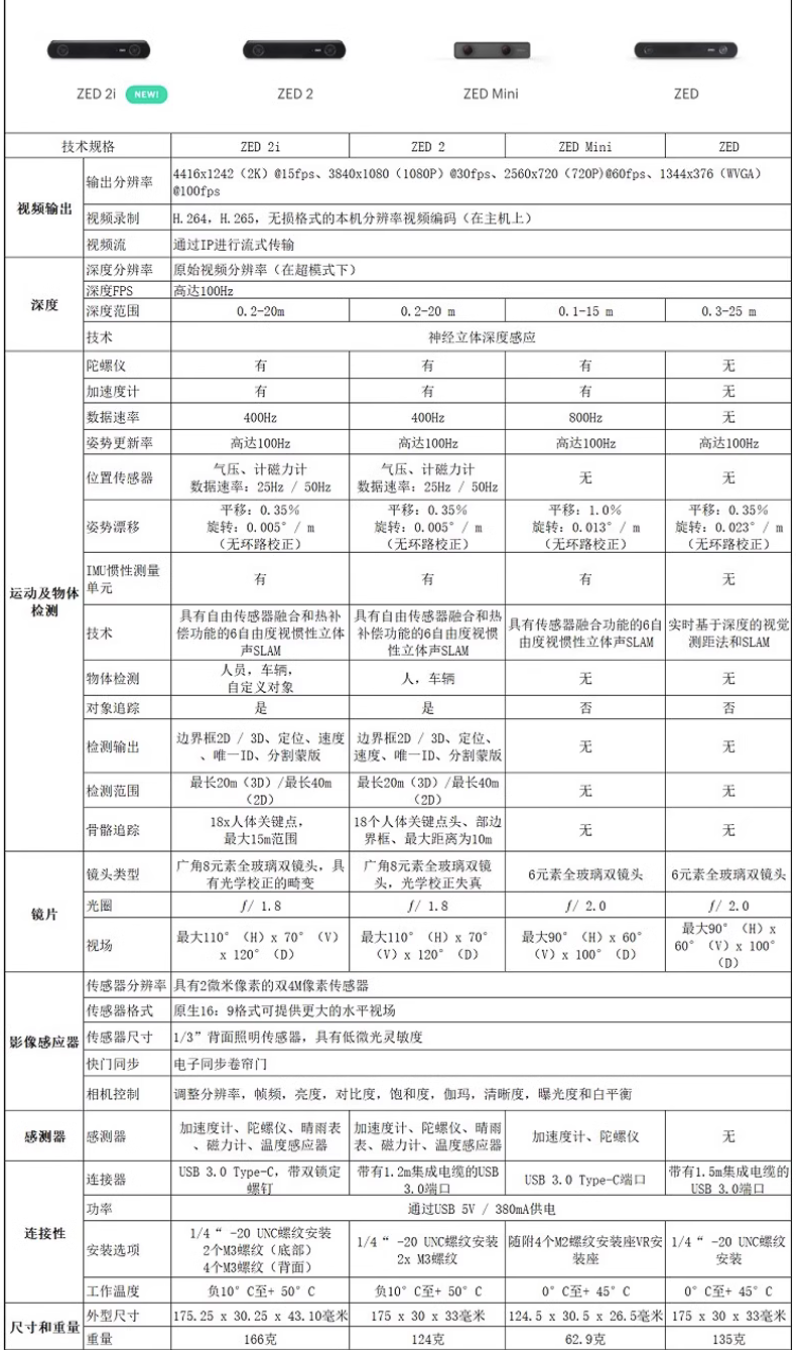 ZED 2i NEW! ZED 2 ZED Mini ZED
技术规格 ZED 2i ZED 2 ZED Mini ZED
视频输出
输出分辨率 4416x1242（2K）@15fps、3840x1080（1080P）@30fps、2560x720（720P)@60fps、1344x376（WVGA）
@100fps
视频录制 H.264，H.265，无损格式的本机分辨率视频编码（在主机上）
视频流 通过IP进行流式传输
深度
深度分辨率 原始视频分辨率（在超模式下）
深度FPS 高达100Hz
深度范围 0.2-20m 0.2-20 m 0.1-15 m 0.3-25 m
技术 神经立体深度感应
运动及物体
检测
陀螺仪 有 有 有 无
加速度计 有 有 有 无
数据速率 400Hz 400Hz 800Hz 无
姿势更新率 高达100Hz 高达100Hz 高达100Hz 高达100Hz
位置传感器 气压、计磁力计 气压、计磁力计 无 无
数据速率：25Hz / 50Hz 数据速率：25Hz / 50Hz
姿势漂移 平移：0.35% 平移：0.35% 平移：1.0% 平移：0.35%
旋转：0.005° / m 旋转：0.005° / m 旋转：0.013° / m 旋转：0.023° / m
（无环路校正） （无环路校正） （无环路校正） （无环路校正）
IMU惯性测量
单元 有 有 有 无
技术 具有自由传感器融合和热补 具有自由传感器融合和热 具有传感器融合功能的6自 实时基于深度的视觉
偿功能的6自由度视惯性立体 补偿功能的6自由度视惯 由度视惯性立体声SLAM 测距法和SLAM
声SLAM 性立体声SLAM
物体检测 人员，车辆， 人，车辆 无 无
自定义对象
对象追踪 是 是 否 否
检测输出 边界框2D / 3D、定位、速度 边界框2D / 3D、定位、 无 无
、唯一ID、分割蒙版 速度、唯一ID、分割蒙版
检测范围 最长20m（3D）/最长40m 最长20m（3D）/最长40m 无 无
（2D） （2D）
骨骼追踪 18x人体关键点， 18个人体关键点头、部边 无 无
最大15m范围 界框、最大距离为10m
镜片
镜头类型 广角8元素全玻璃双镜头，具 广角8元素全玻璃双镜 6元素全玻璃双镜头 6元素全玻璃双镜头
有光学校正的畸变 头，光学校正失真
光圈 ƒ/ 1.8 ƒ/ 1.8 ƒ/ 2.0 ƒ/ 2.0
视场 最大110°（H）x 70°（V） 最大110°（H）x 70° 最大90°（H）x 60° 最大90°（H）x
x 120°（D） （V）x 120°（D） （V）x 100°（D） 60°（V）x 100°
（D）
影像感应器
传感器分辨率 具有2微米像素的双4M像素传感器
传感器格式 原生16：9格式可提供更大的水平视场
传感器尺寸 1/3”背面照明传感器，具有低微光灵敏度
快门同步 电子同步卷帘门
相机控制 调整分辨率，帧频，亮度，对比度，饱和度，伽玛，清晰度，曝光度和白平衡
感测器
感测器 加速度计、陀螺仪、晴雨表 加速度计、陀螺仪、晴雨 加速度计、陀螺仪 无
、磁力计、温度感应器 表、磁力计、温度感应器
连接性
连接器 USB 3.0 Type-C，带双锁定 带有1.2m集成电缆的USB USB 3.0 Type-C端口 带有1.5m集成电缆的
螺钉 3.0端口 USB 3.0端口
功率 通过USB 5V / 380mA供电
安装选项 1/4“ -20 UNC螺纹安装 1/4“ -20 UNC螺纹安装 随附4个M2螺纹安装座VR安 1/4“ -20 UNC螺纹
2个M3螺纹（底部） 2x M3螺纹 装座 安装
4个M3螺纹（背面）
工作温度 负10° C至+ 50° C 负10° C至+ 50° C 0° C至+ 45° C 0° C至+ 45° C
尺寸和重量
外型尺寸 175.25 x 30.25 x 43.10毫米 175 x 30 x 33毫米 124.5 x 30.5 x 26.5毫米 175 x 30 x 33毫米
重量 166克 124克 62.9克 135克